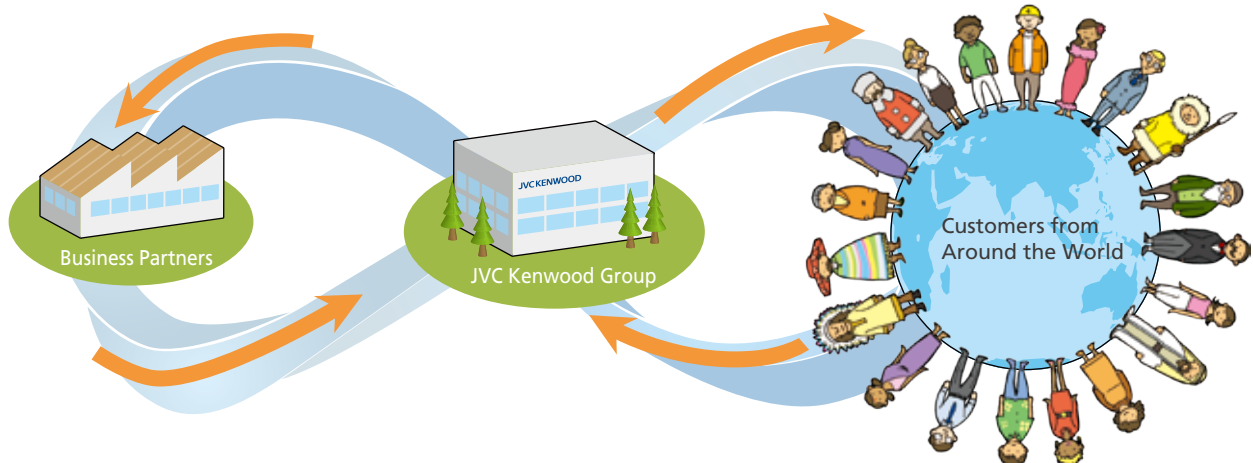 JVCKENWOOD
Business Partners
JVC Kenwood Group
Customers from
Around the World